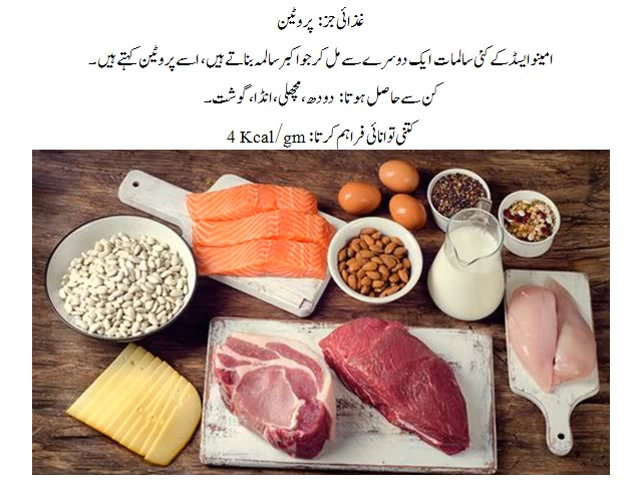 غذائی جز: پروٹین
امینو ایسڈ کے کئی سالمات ایک دوسرے سے مل کر جو اکبر سالمہ بناتے ہیں، اسے پروٹین کہتے ہیں۔
کن سے حاصل ہوتا: دودھ، مچھلی، انڈا، گوشت۔
کتنی توانائی فراہم کرتا: 4 Kcal/gm